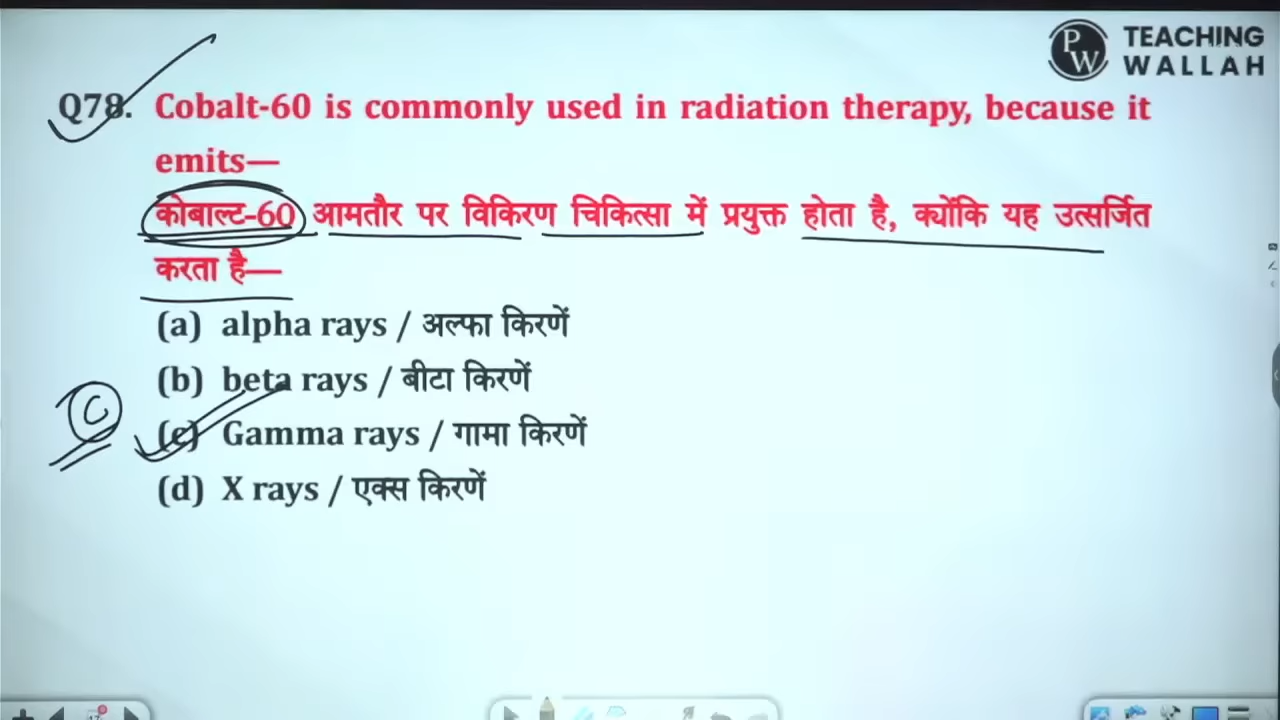 PW TEACHING
WALLAH
Q78. Cobalt-60 is commonly used in radiation therapy, because it
emits—
कोबाल्ट-60 आमतौर पर विकिरण चिकित्सा में प्रयुक्त होता है, क्योंकि यह उत्सर्जित
करता है—
(a) alpha rays / अल्फा किरणें
(b) beta rays / बीटा किरणें
C
(c) Gamma rays / गामा किरणें
(d) X rays / एक्स किरणें